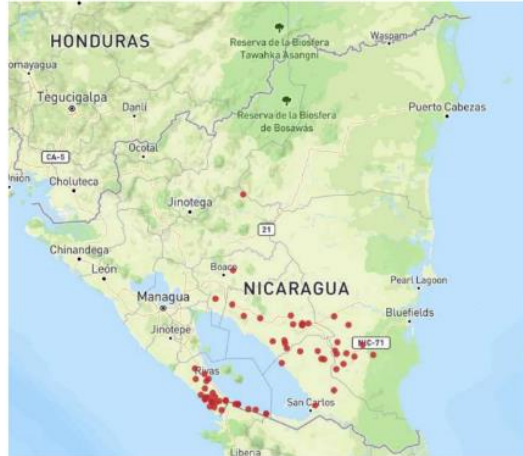 HONDURAS
Reserva de la Biosfera
Tawahka Asangni
Waspam
omayagua
Tegucigalpa
Danlí
Reserva de la Biosfera
de Bosawás
Puerto Cabezas
CA-5
Ocotal
Unión
Choluteca
Jinotega
21
Chinandega
León
Boaco
NICARAGUA
Managua
Pearl Lagoon
Bluefields
Jinotepe
NIC-71
Rivas
San Carlos
Liberia